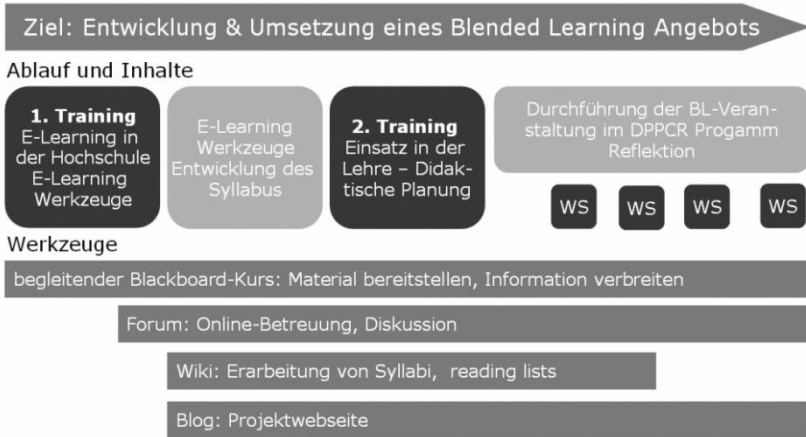 Ziel: Entwicklung & Umsetzung eines Blended Learning Angebots
Ablauf und Inhalte
1. Training
E-Learning in
der Hochschule
E-Learning
Werkzeuge
E-Learning
Werkzeuge
Entwicklung des
Syllabus
2. Training
Einsatz in der
Lehre – Didak-
tische Planung
Durchführung der BL-Veran-
staltung im DPPCR Progamm
Reflektion
WS
WS
WS
WS
Werkzeuge
begleitender Blackboard-Kurs: Material bereitstellen, Information verbreiten
Forum: Online-Betreuung, Diskussion
Wiki: Erarbeitung von Syllabi, reading lists
Blog: Projektwebseite